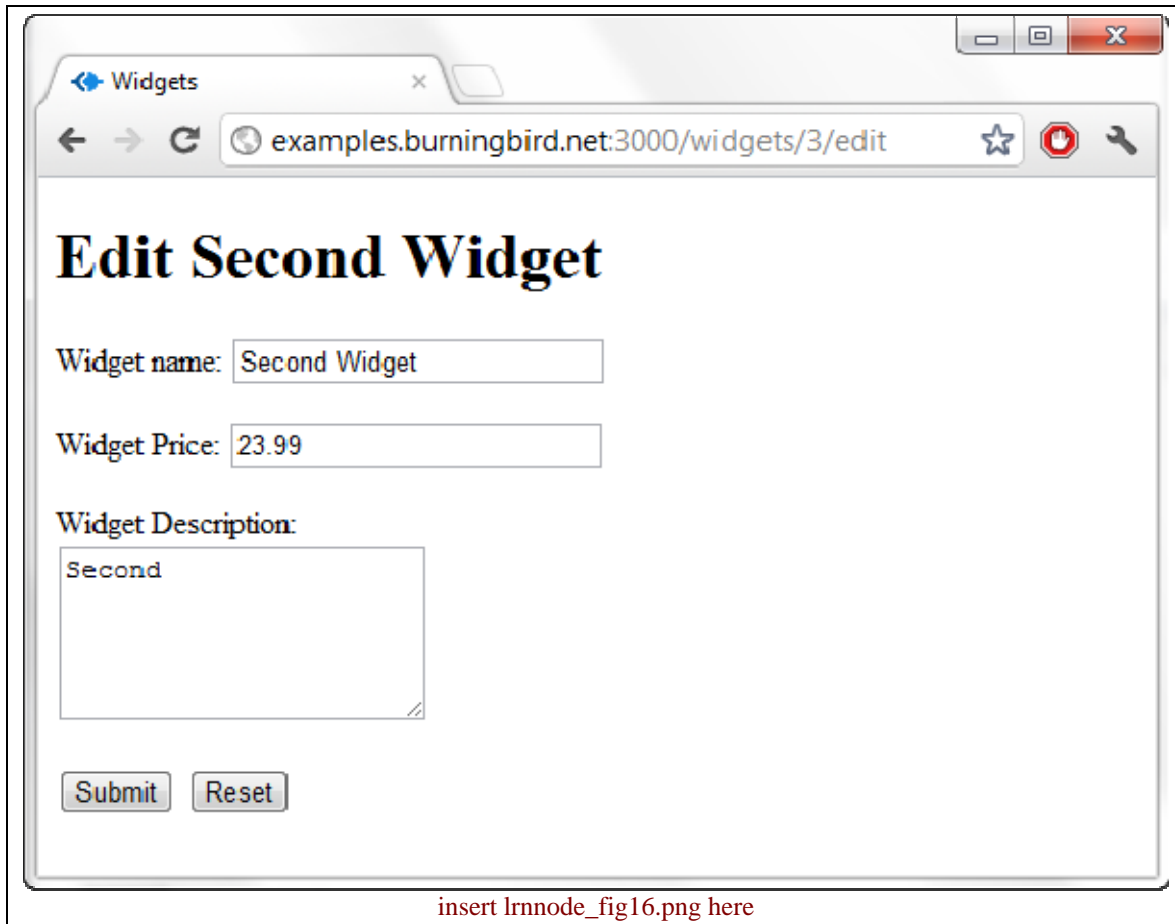 Widgets
examples.burningbird.net:3000/widgets/3/edit
Edit Second Widget
Widget name: Second Widget
Widget Price: 23.99
Widget Description:
Second
Submit Reset
insert lrnnode_fig16.png here